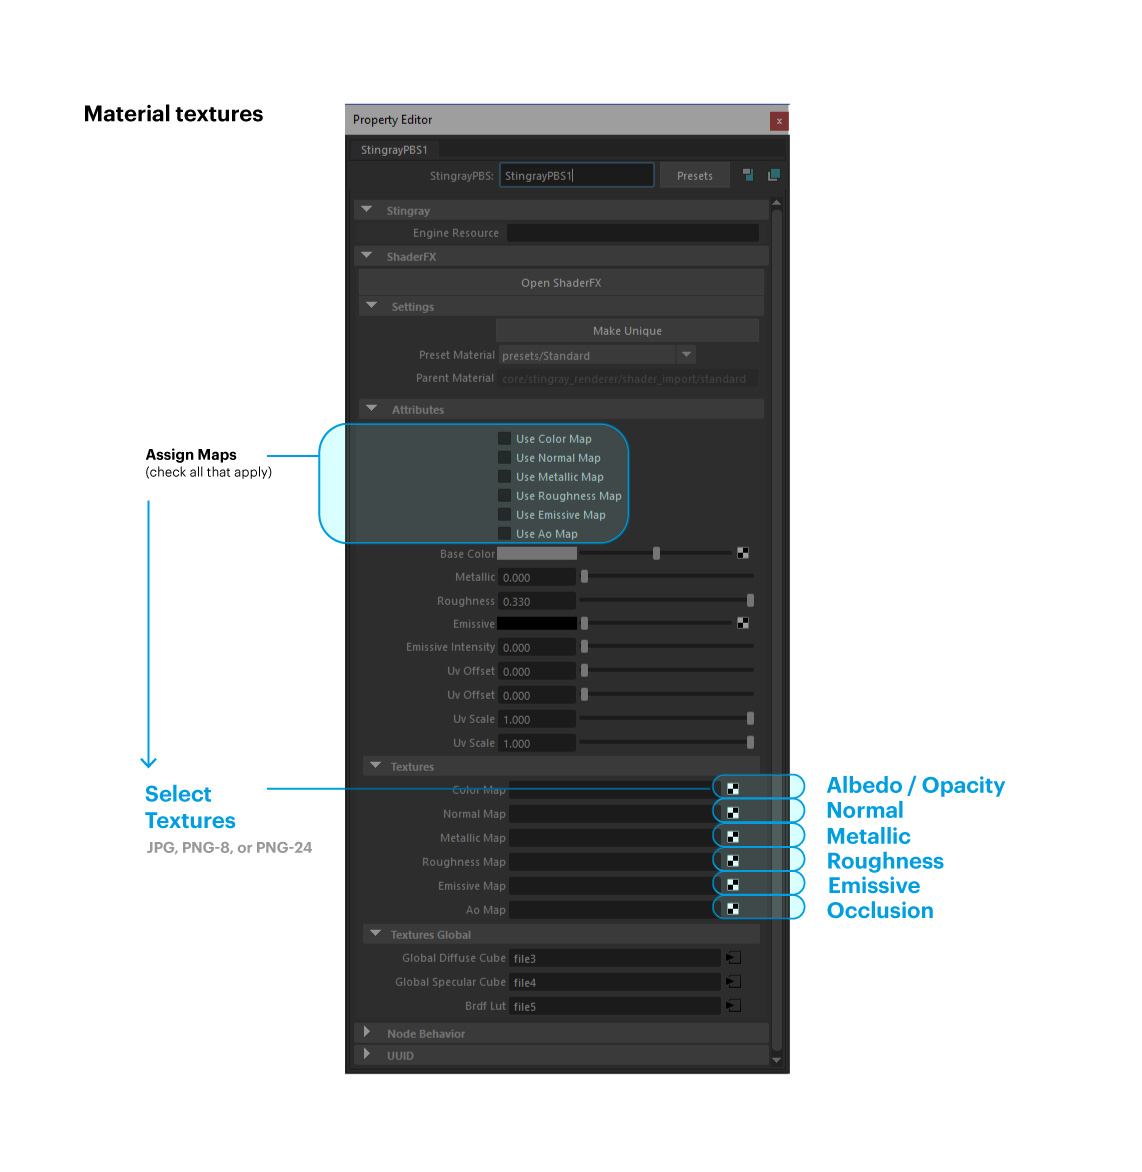 Material textures
Property Editor
x
StingrayPBS1
StingrayPBS:
StingrayPBS1
Presets
Stingray
Engine Resource
ShaderFX
Open ShaderFX
Settings
Make Unique
Preset Material
presets/Standard
Parent Material
core/stingray_renderer/shader_import/standard
Attributes
Assign Maps
(check all that apply)
Use Color Map
Use Normal Map
Use Metallic Map
Use Roughness Map
Use Emissive Map
Use Ao Map
Base Color
Metallic
0.000
Roughness
0.330
Emissive
Emissive Intensity
0.000
Uv Offset
0.000
Uv Offset
0.000
Uv Scale
1.000
Uv Scale
1.000
Textures
Select
Textures
JPG, PNG-8, or PNG-24
Color Map
Albedo / Opacity
Normal Map
Normal
Metallic Map
Metallic
Roughness Map
Roughness
Emissive Map
Emissive
Ao Map
Occlusion
Textures Global
Global Diffuse Cube
file3
Global Specular Cube
file4
Brdf Lut
file5
Node Behavior
UUID